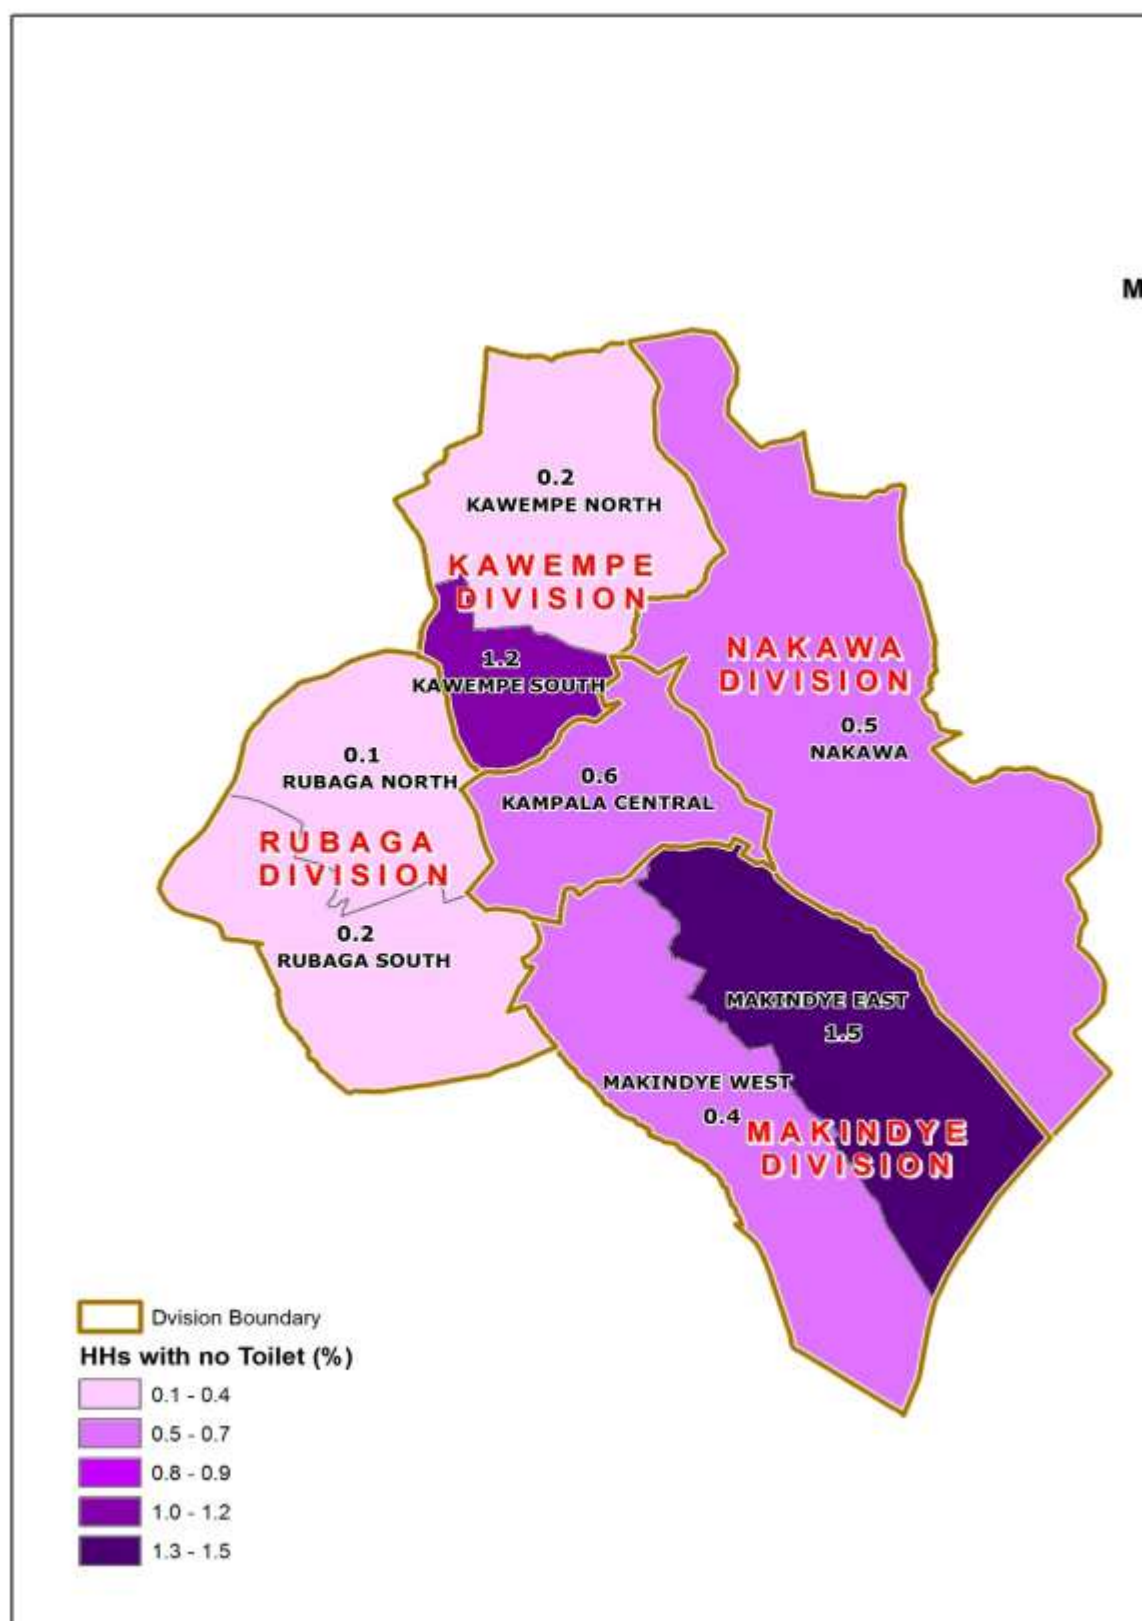 M
0.2
KAWEMPE NORTH
KAWEMPE
DIVISION
1.2
KAWEMPE SOUTH
NAKAWA
DIVISION
0.5
NAKAWA
0.1
RUBAGA NORTH
0.6
KAMPALA CENTRAL
RUBAGA
DIVISION
0.2
RUBAGA SOUTH
MAKINDYE EAST
1.5
MAKINDYE WEST
0.4
MAKINDYE
DIVISION
Dvision Boundary
HHs with no Toilet (%)
0.1 - 0.4
0.5 - 0.7
0.8 - 0.9
1.0 - 1.2
1.3 - 1.5